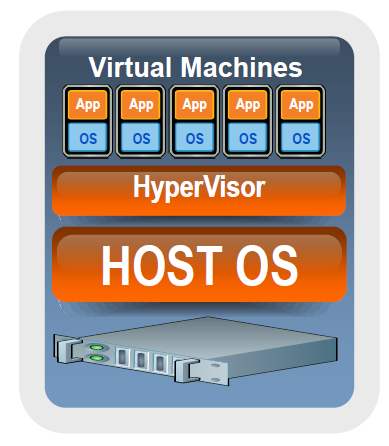 Virtual Machines
App App App App App
OS OS OS OS OS
HyperVisor
HOST OS